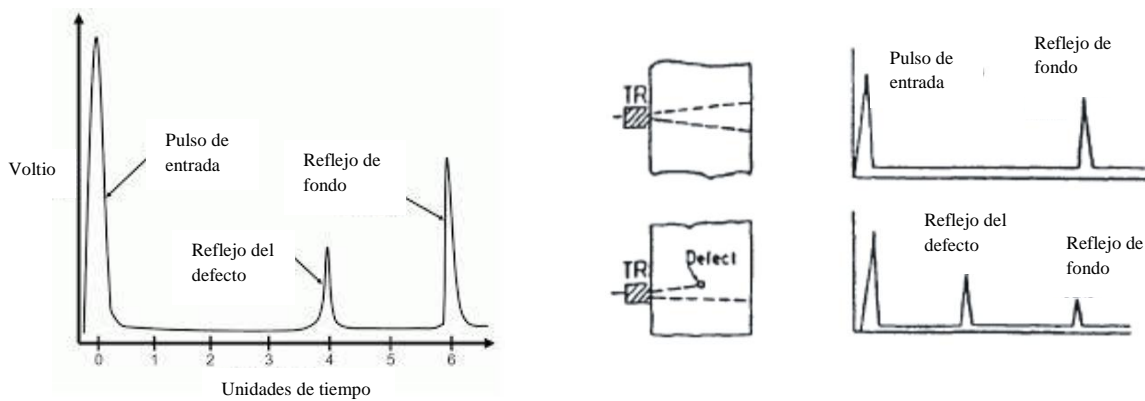 Voltio
Pulso de
entrada
Reflejo de
fondo
Reflejo del
defecto
0 1 2 3 4 5 6
Unidades de tiempo
TR
Pulso de
entrada
Reflejo de
fondo
TR
Defect
Reflejo del
defecto
Reflejo de
fondo